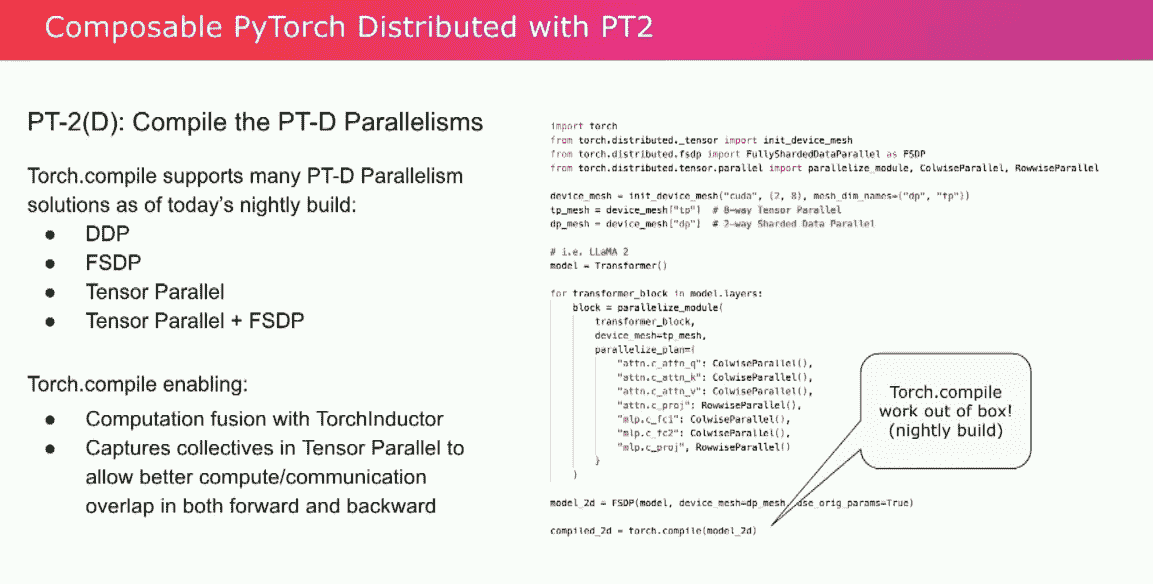 Composable PyTorch Distributed with PT2
PT-2(D): Compile the PT-D Parallelisms
Torch.compile supports many PT-D Parallelism
solutions as of today's nightly build:
● DDP
● FSDP
● Tensor Parallel
● Tensor Parallel + FSDP
Torch.compile enabling:
● Computation fusion with TorchInductor
● Captures collectives in Tensor Parallel to
allow better compute/communication
overlap in both forward and backward
import torch
from torch.distributed._tensor import init_device_mesh
from torch.distributed.fsdp import FullyShardedDataParallel as FSDP
from torch.distributed.tensor.parallel import parallelize_module, ColwiseParallel, RowwiseParallel
device_mesh = init_device_mesh("cuda", (2, 8), mesh_dim_names=("dp", "tp"))
tp_mesh = device_mesh["tp"] # 8-way Tensor Parallel
dp_mesh = device_mesh["dp"] # 2-way Sharded Data Parallel
# i.e. LLaMA 2
model = Transformer()
for transformer_block in model.layers:
block = parallelize_module(
transformer_block,
device_mesh=tp_mesh,
parallelize_plan={
"attn.c_attn_q": ColwiseParallel(),
"attn.c_attn_k": ColwiseParallel(),
"attn.c_attn_v": ColwiseParallel(),
"attn.c_proj": RowwiseParallel(),
"mlp.c_fc1": ColwiseParallel(),
"mlp.c_fc2": ColwiseParallel(),
"mlp.c_proj", RowwiseParallel()
}
)
model_2d = FSDP(model, device_mesh=dp_mesh, use_orig_params=True)
compiled_2d = torch.compile(model_2d)
Torch.compile
work out of box!
(nightly build)